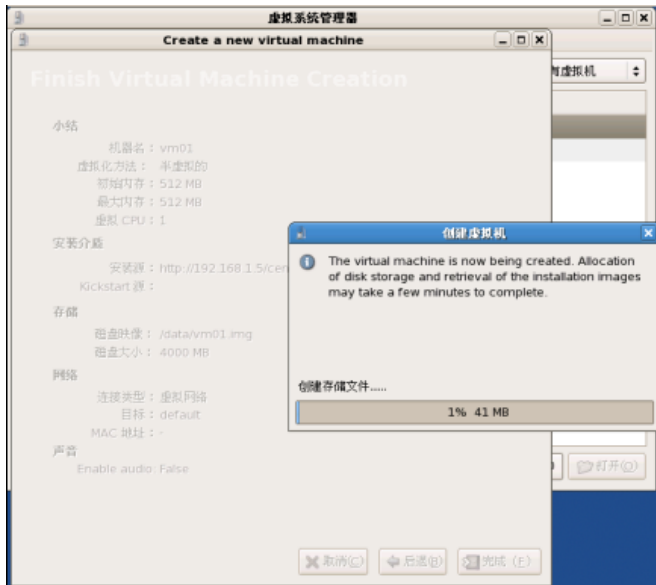 虚拟系统管理器
Create a new virtual machine
Finish Virtual Machine Creation
虚拟机
小结
机器名： vm01
虚拟化方法： 半虚拟的
初始内存： 512 MB
最大内存： 512 MB
虚拟 CPU： 1
安装介质
安装源： http://192.168.1.5/cen
Kickstart 源：
存储
磁盘映像： /data/vm01.img
磁盘大小： 4000 MB
网络
连接类型： 虚拟网络
目标： default
MAC 地址： -
声音
Enable audio: False
创建虚拟机
The virtual machine is now being created. Allocation
of disk storage and retrieval of the installation images
may take a few minutes to complete.
创建存储文件.....
1% 41 MB
打开(O)
取消(C) 后退(B) 完成 (F)